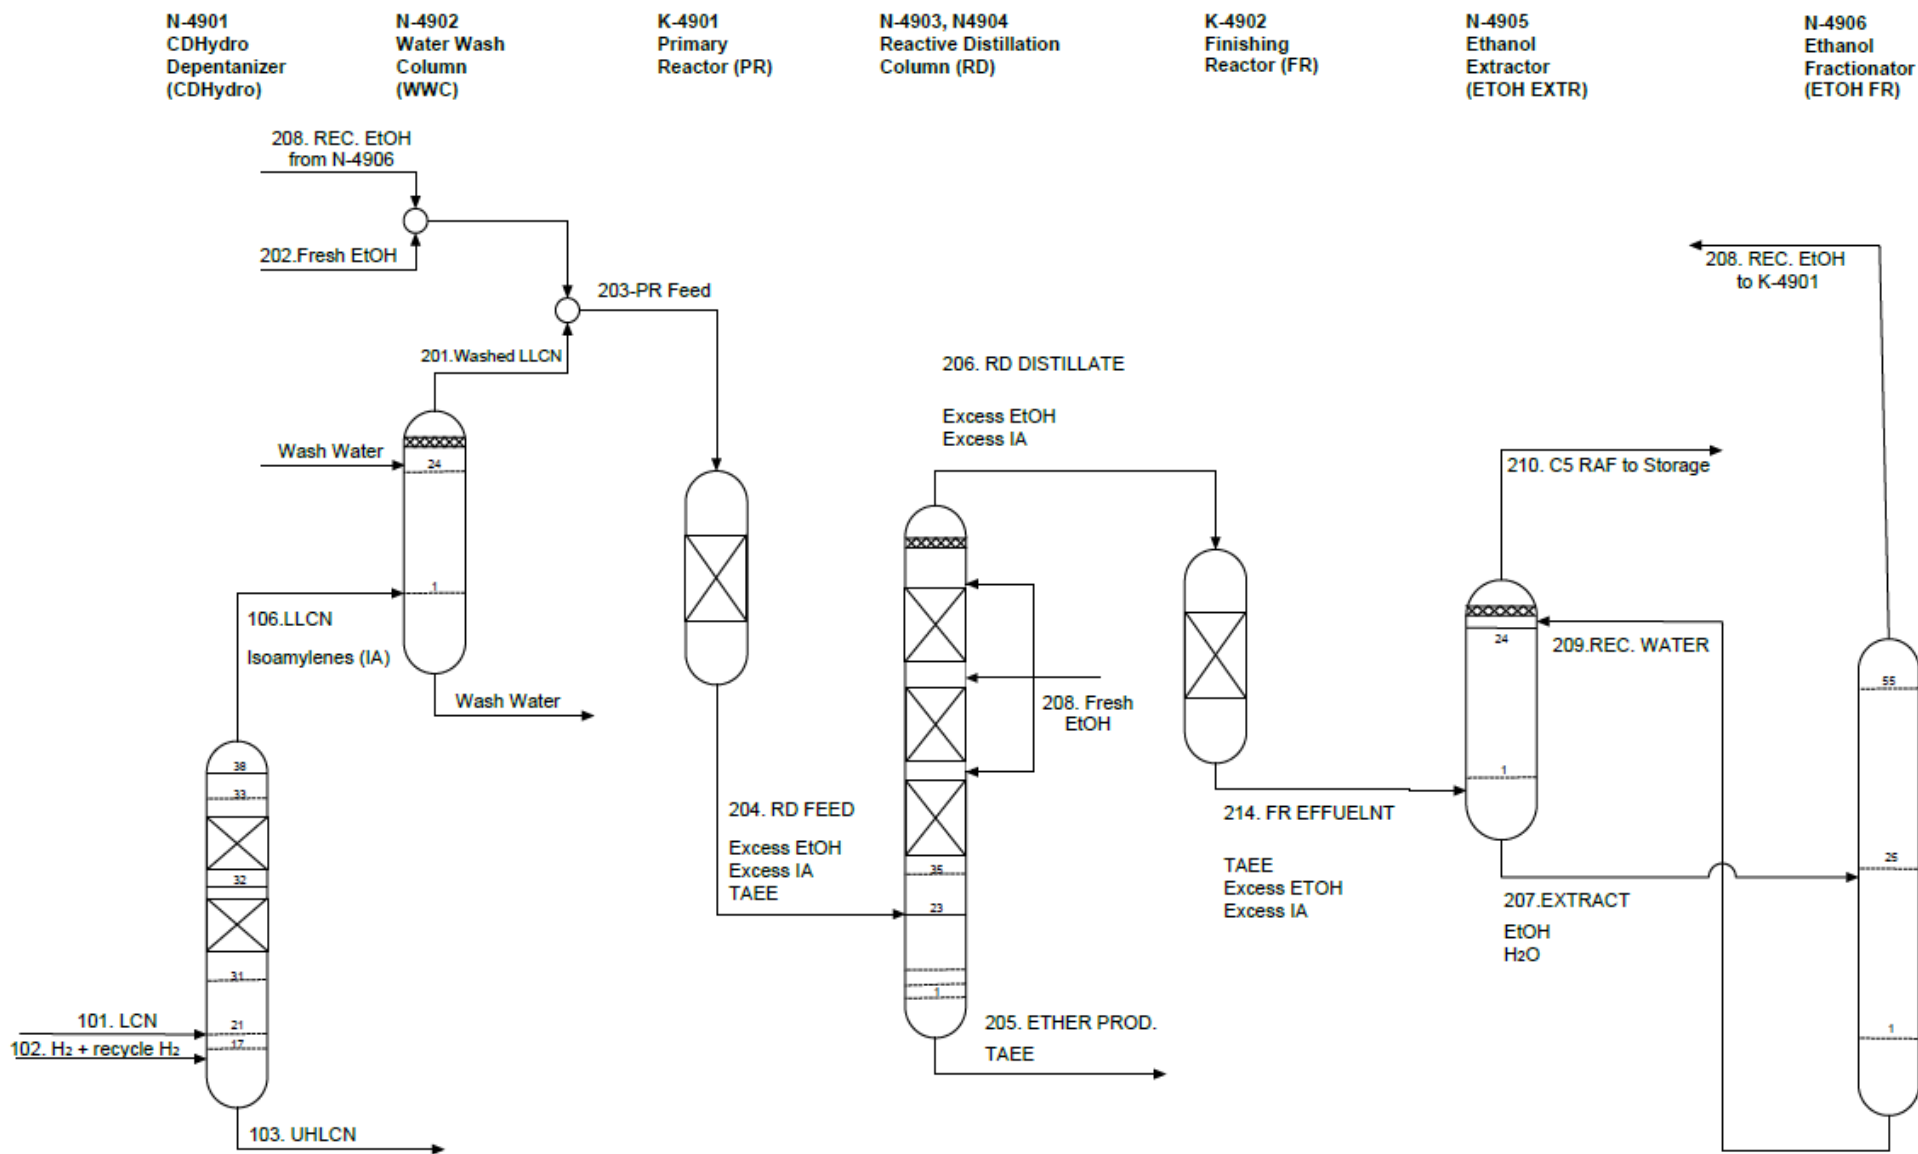 N-4901
CDHydro
Depentanizer
(CDHydro)
N-4902
Water Wash
Column
(WWC)
K-4901
Primary
Reactor (PR)
N-4903, N4904
Reactive Distillation
Column (RD)
K-4902
Finishing
Reactor (FR)
N-4905
Ethanol
Extractor
(ETOH EXTR)
N-4906
Ethanol
Fractionator
(ETOH FR)
208. REC. EtOH
from N-4906
202.Fresh EtOH
203-PR Feed
201.Washed LLCN
Wash Water
24
1
106.LLCN
Isoamylenes (IA)
Wash Water
38
33
32
31
21
17
101. LCN
102. H2 + recycle H2
103. UHLCN
204. RD FEED
Excess EtOH
Excess IA
TAEE
206. RD DISTILLATE
Excess EtOH
Excess IA
208. Fresh
EtOH
35
23
1
205. ETHER PROD.
TAEE
214. FR EFFUELNT
TAEE
Excess ETOH
Excess IA
210. C5 RAF to Storage
24
209.REC. WATER
1
207.EXTRACT
EtOH
H2O
208. REC. EtOH
to K-4901
55
25
1